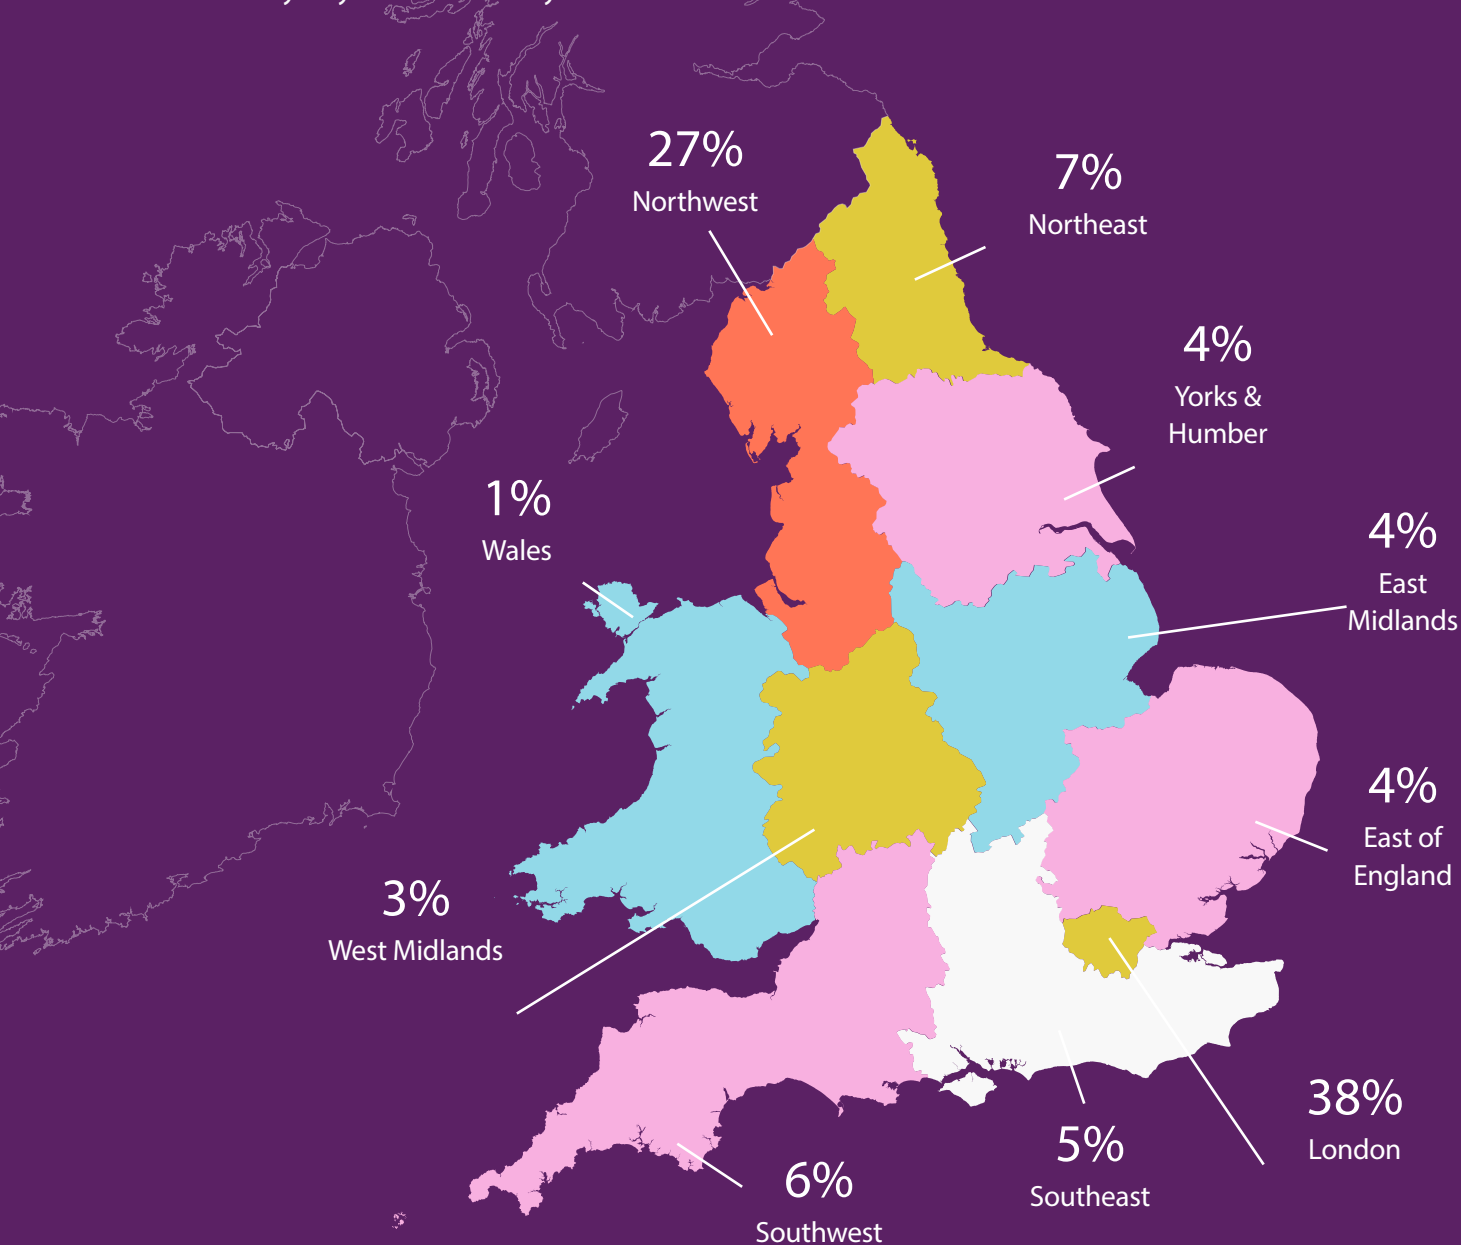 27%
Northwest
7%
Northeast
4%
Yorks &
Humber
1%
Wales
4%
East
Midlands
4%
East of
England
3%
West Midlands
38%
London
5%
Southeast
6%
Southwest